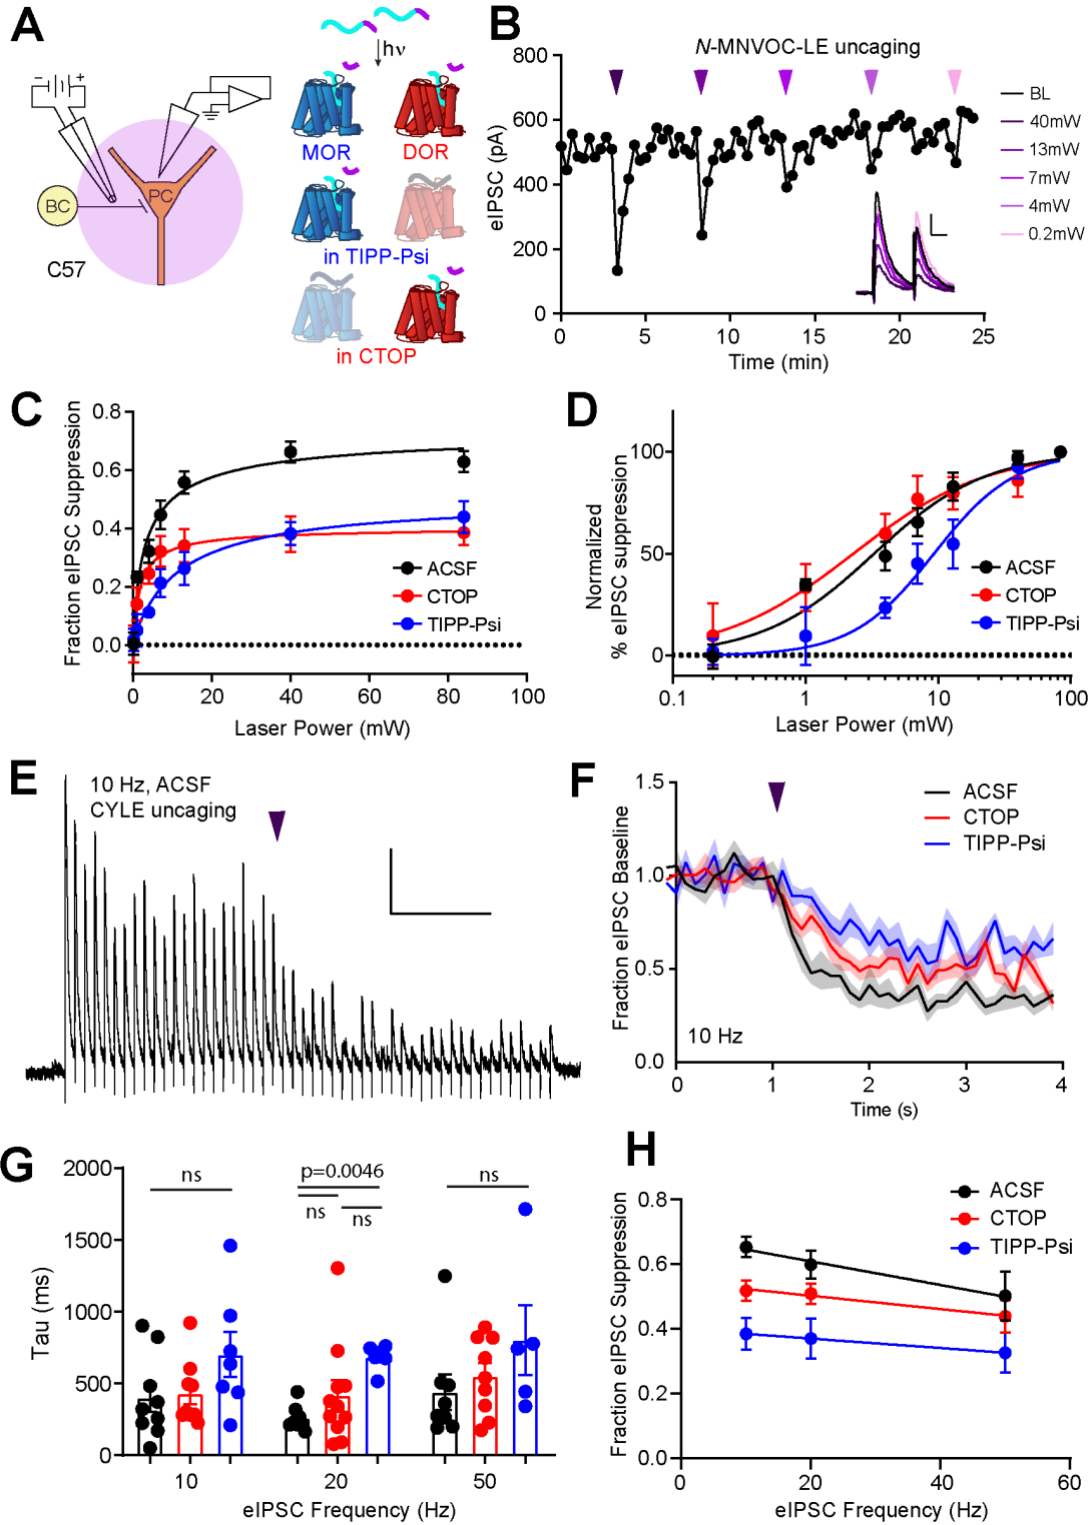 A
hν
MOR
DOR
in TIPP-Psi
in CTOP
- +
BC
PC
C57
B
N-MNVOC-LE uncaging
eIPSC (pA)
800
600
400
200
0
0 5 10 15 20 25
Time (min)
BL
40mW
13mW
7mW
4mW
0.2mW
C
Fraction eIPSC Suppression
0.8
0.6
0.4
0.2
0.0
0 20 40 60 80 100
Laser Power (mW)
ACSF
CTOP
TIPP-Psi
D
Normalized
% eIPSC suppression
100
50
0
0.1 1 10 100
Laser Power (mW)
ACSF
CTOP
TIPP-Psi
E
10 Hz, ACSF
CYLE uncaging
F
Fraction eIPSC Baseline
1.5
1.0
0.5
0.0
0 1 2 3 4
Time (s)
10 Hz
ACSF
CTOP
TIPP-Psi
G
Tau (ms)
2000
1500
1000
500
0
ns
p=0.0046
ns
ns
ns
10 20 50
eIPSC Frequency (Hz)
H
Fraction eIPSC Suppression
0.8
0.6
0.4
0.2
0.0
0 20 40 60
eIPSC Frequency (Hz)
ACSF
CTOP
TIPP-Psi